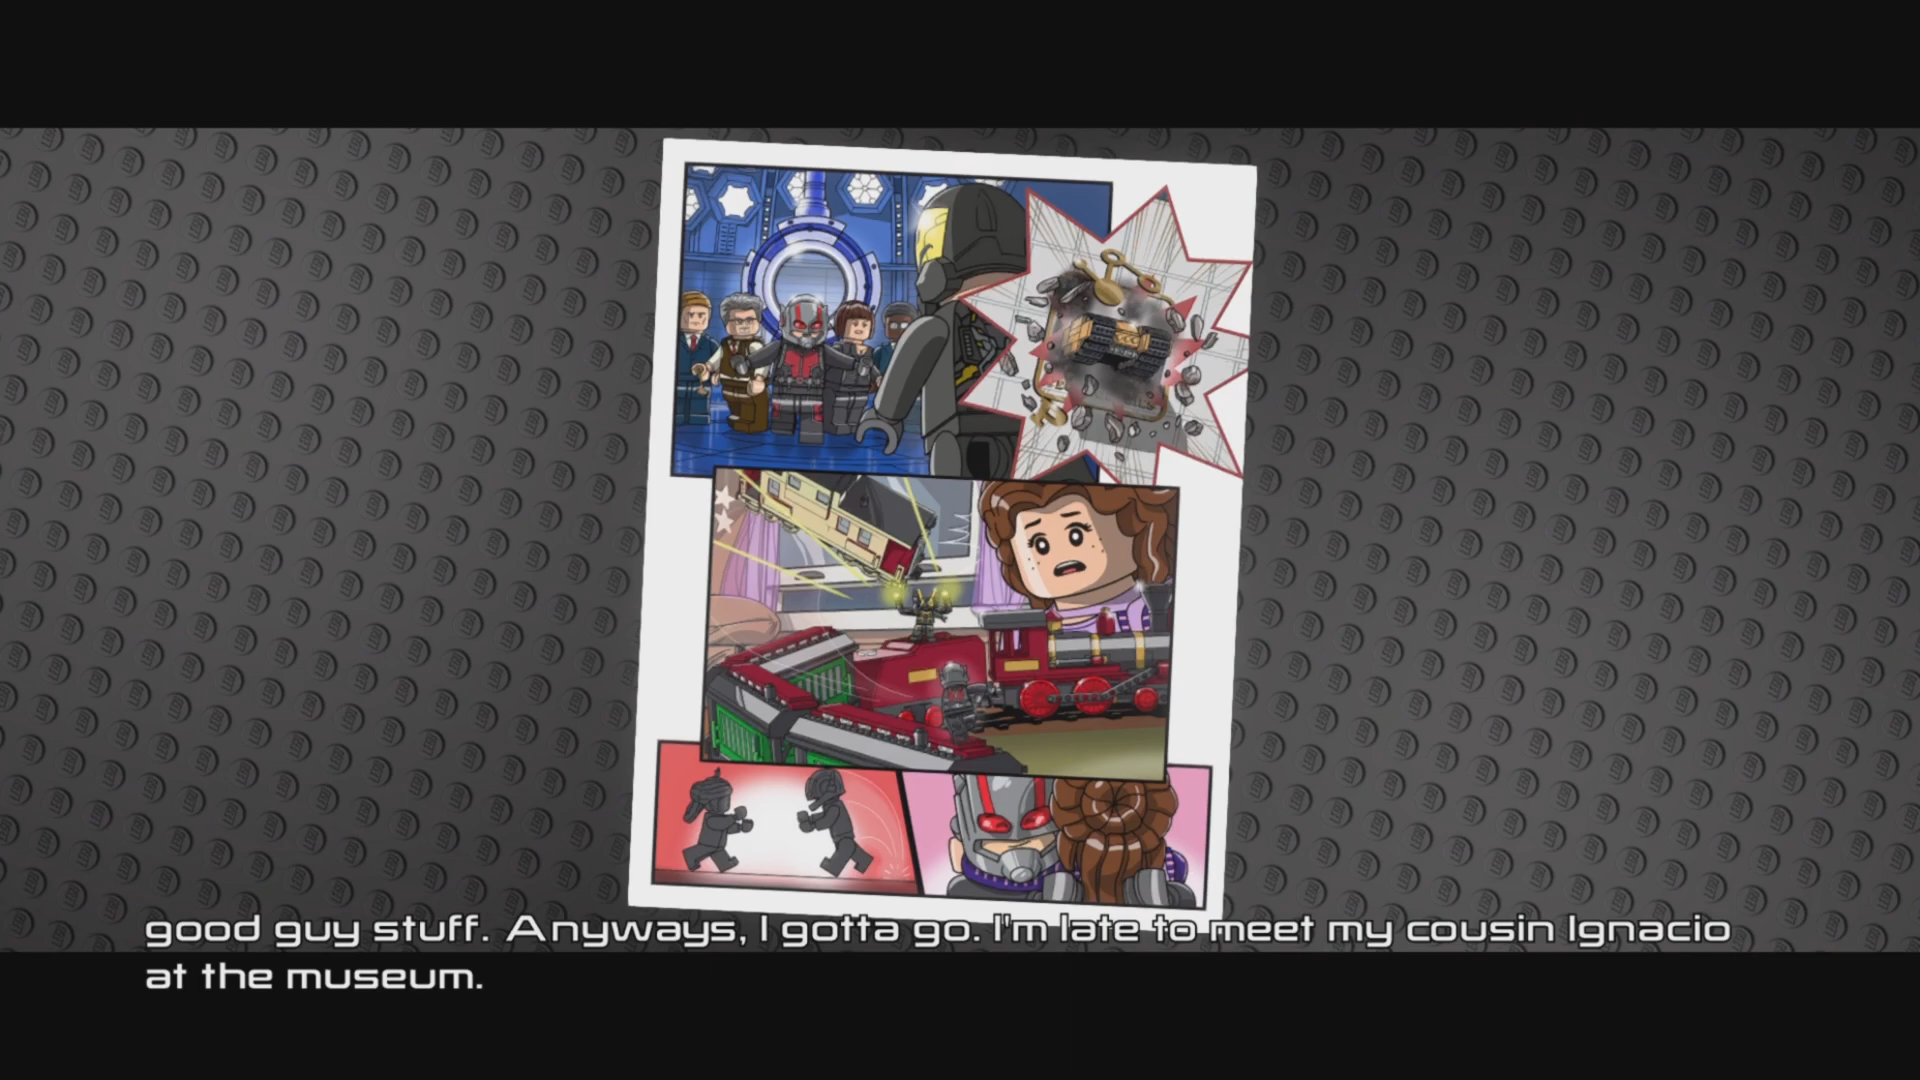 good guy stuff. Anyways, I gotta go. I'm late to meet my cousin Ignacio
at the museum.